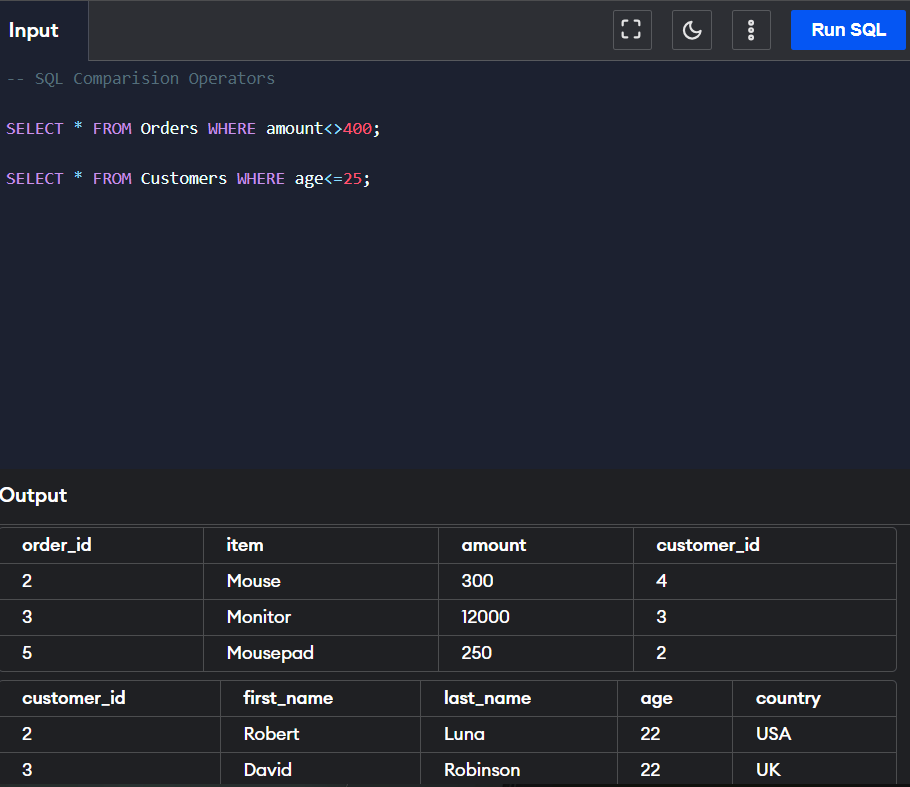 Input
Run SQL
-- SQL Comparision Operators
SELECT * FROM Orders WHERE amount<>400;
SELECT * FROM Customers WHERE age<=25;
Output
order_id item amount customer_id
2 Mouse 300 4
3 Monitor 12000 3
5 Mousepad 250 2
customer_id first_name last_name age country
2 Robert Luna 22 USA
3 David Robinson 22 UK